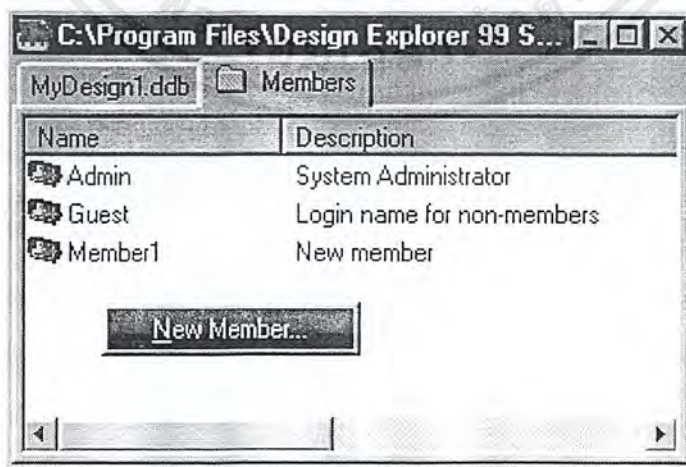 C:\Program Files\Design Explorer 99 S...
MyDesign1.ddb Members
Name Description
Admin System Administrator
Guest Login name for non-members
Member1 New member
New Member...